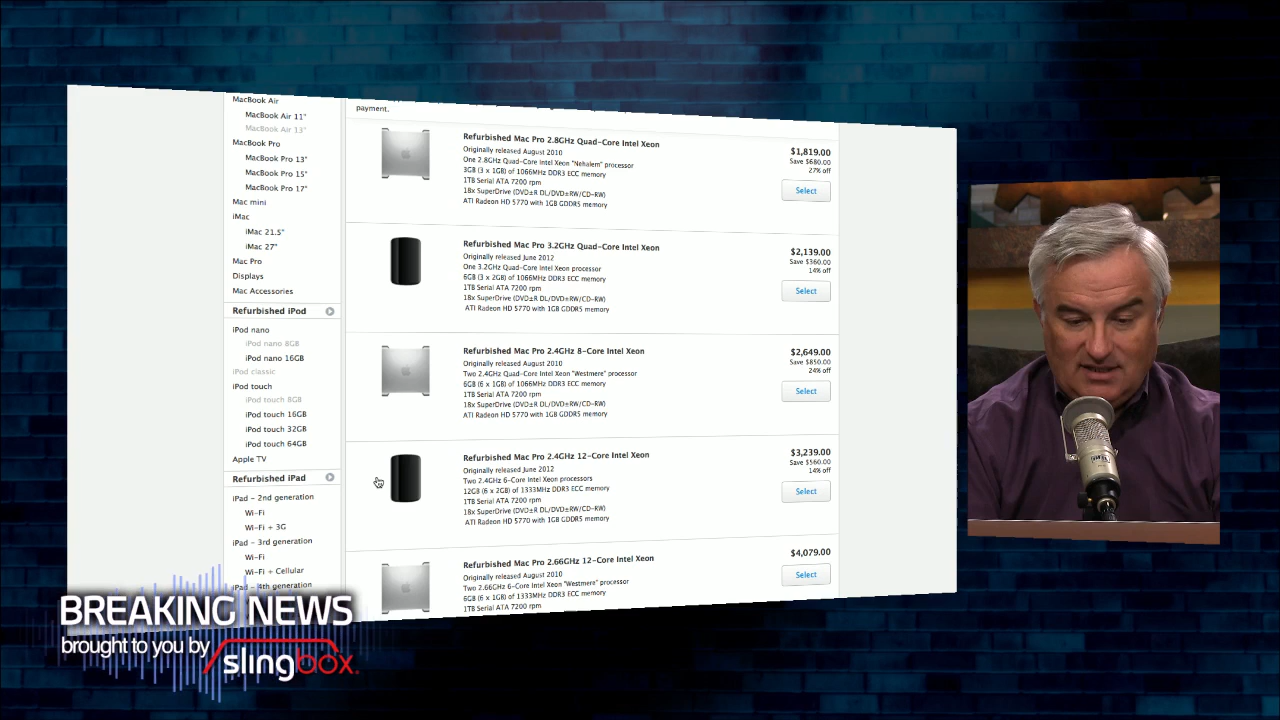 MacBook Air
MacBook Air 11"
MacBook Air 13"
MacBook Pro
MacBook Pro 13"
MacBook Pro 15"
MacBook Pro 17"
Mac mini
iMac
iMac 21.5"
iMac 27"
Mac Pro
Displays
Mac Accessories
Refurbished iPod
iPod nano
iPod nano 8GB
iPod nano 16GB
iPod classic
iPod touch
iPod touch 8GB
iPod touch 16GB
iPod touch 32GB
iPod touch 64GB
Apple TV
Refurbished iPad
iPad - 2nd generation
Wi-Fi
Wi-Fi + 3G
iPad - 3rd generation
Wi-Fi
Wi-Fi + Cellular
iPad - 4th generation
payment.
Refurbished Mac Pro 2.8GHz Quad-Core Intel Xeon
Originally released August 2010
One 2.8GHz Quad-Core Intel Xeon "Nehalem" processor
3GB (3 x 1GB) of 1066MHz DDR3 ECC memory
1TB Serial ATA 7200 rpm
18x SuperDrive (DVD±R DL/DVD±RW/CD-RW)
ATI Radeon HD 5770 with 1GB GDDR5 memory
$1,819.00
Save $680.00
27% off
Select
Refurbished Mac Pro 3.2GHz Quad-Core Intel Xeon
Originally released June 2012
One 3.2GHz Quad-Core Intel Xeon processor
6GB (3 x 2GB) of 1066MHz DDR3 ECC memory
1TB Serial ATA 7200 rpm
18x SuperDrive (DVD±R DL/DVD±RW/CD-RW)
ATI Radeon HD 5770 with 1GB GDDR5 memory
$2,139.00
Save $360.00
14% off
Select
Refurbished Mac Pro 2.4GHz 8-Core Intel Xeon
Originally released August 2010
Two 2.4GHz Quad-Core Intel Xeon "Westmere" processor
6GB (6 x 1GB) of 1066MHz DDR3 ECC memory
1TB Serial ATA 7200 rpm
18x SuperDrive (DVD±R DL/DVD±RW/CD-RW)
ATI Radeon HD 5770 with 1GB GDDR5 memory
$2,649.00
Save $850.00
24% off
Select
Refurbished Mac Pro 2.4GHz 12-Core Intel Xeon
Originally released June 2012
Two 2.4GHz 6-Core Intel Xeon processors
12GB (6 x 2GB) of 1333MHz DDR3 ECC memory
1TB Serial ATA 7200 rpm
18x SuperDrive (DVD±R DL/DVD±RW/CD-RW)
ATI Radeon HD 5770 with 1GB GDDR5 memory
$3,239.00
Save $560.00
14% off
Select
Refurbished Mac Pro 2.66GHz 12-Core Intel Xeon
Originally released August 2010
Two 2.66GHz 6-Core Intel Xeon "Westmere" processor
6GB (6 x 1GB) of 1333MHz DDR3 ECC memory
1TB Serial ATA 7200 rpm
$4,079.00
Select
BREAKING NEWS
brought to you by
slingbox.